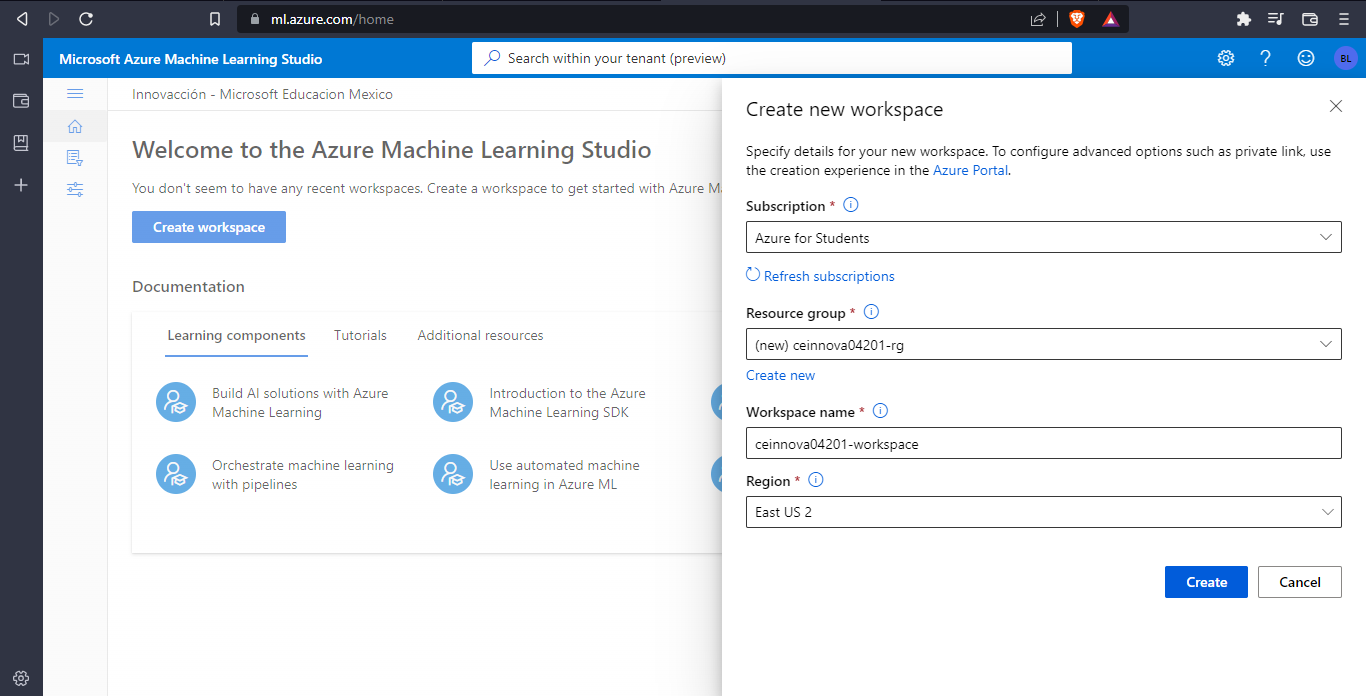 ml.azure.com/home
Microsoft Azure Machine Learning Studio
Search within your tenant (preview)
BL
Innovacción - Microsoft Educacion Mexico
Welcome to the Azure Machine Learning Studio
You don't seem to have any recent workspaces. Create a workspace to get started with Azure M
Create workspace
Documentation
Learning components
Tutorials
Additional resources
Build AI solutions with Azure
Machine Learning
Introduction to the Azure
Machine Learning SDK
Orchestrate machine learning
with pipelines
Use automated machine
learning in Azure ML
Create new workspace
Specify details for your new workspace. To configure advanced options such as private link, use
the creation experience in the Azure Portal.
Subscription *
Azure for Students
Refresh subscriptions
Resource group *
(new) ceinnova04201-rg
Create new
Workspace name *
ceinnova04201-workspace
Region *
East US 2
Create
Cancel